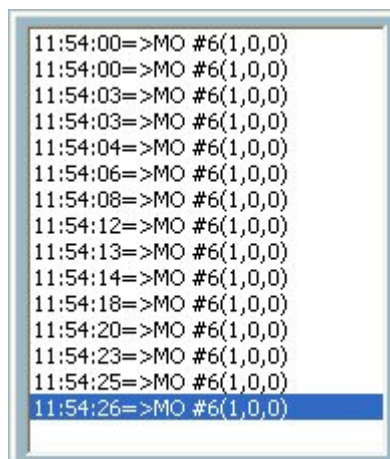 11:54:00=>MO #6(1,0,0)
11:54:00=>MO #6(1,0,0)
11:54:03=>MO #6(1,0,0)
11:54:03=>MO #6(1,0,0)
11:54:04=>MO #6(1,0,0)
11:54:06=>MO #6(1,0,0)
11:54:08=>MO #6(1,0,0)
11:54:12=>MO #6(1,0,0)
11:54:13=>MO #6(1,0,0)
11:54:14=>MO #6(1,0,0)
11:54:18=>MO #6(1,0,0)
11:54:20=>MO #6(1,0,0)
11:54:23=>MO #6(1,0,0)
11:54:25=>MO #6(1,0,0)
11:54:26=>MO #6(1,0,0)